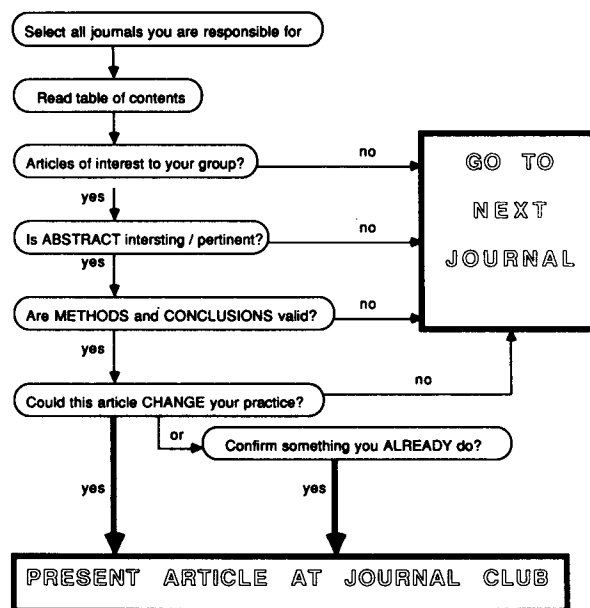 Select all journals you are responsible for
Read table of contents
Articles of interest to your group?
no
GO TO
NEXT
JOURNAL
yes
Is ABSTRACT intersting / pertinent?
no
yes
Are METHODS and CONCLUSIONS valid?
no
yes
Could this article CHANGE your practice?
no
or
Confirm something you ALREADY do?
yes
yes
PRESENT ARTICLE AT JOURNAL CLUB